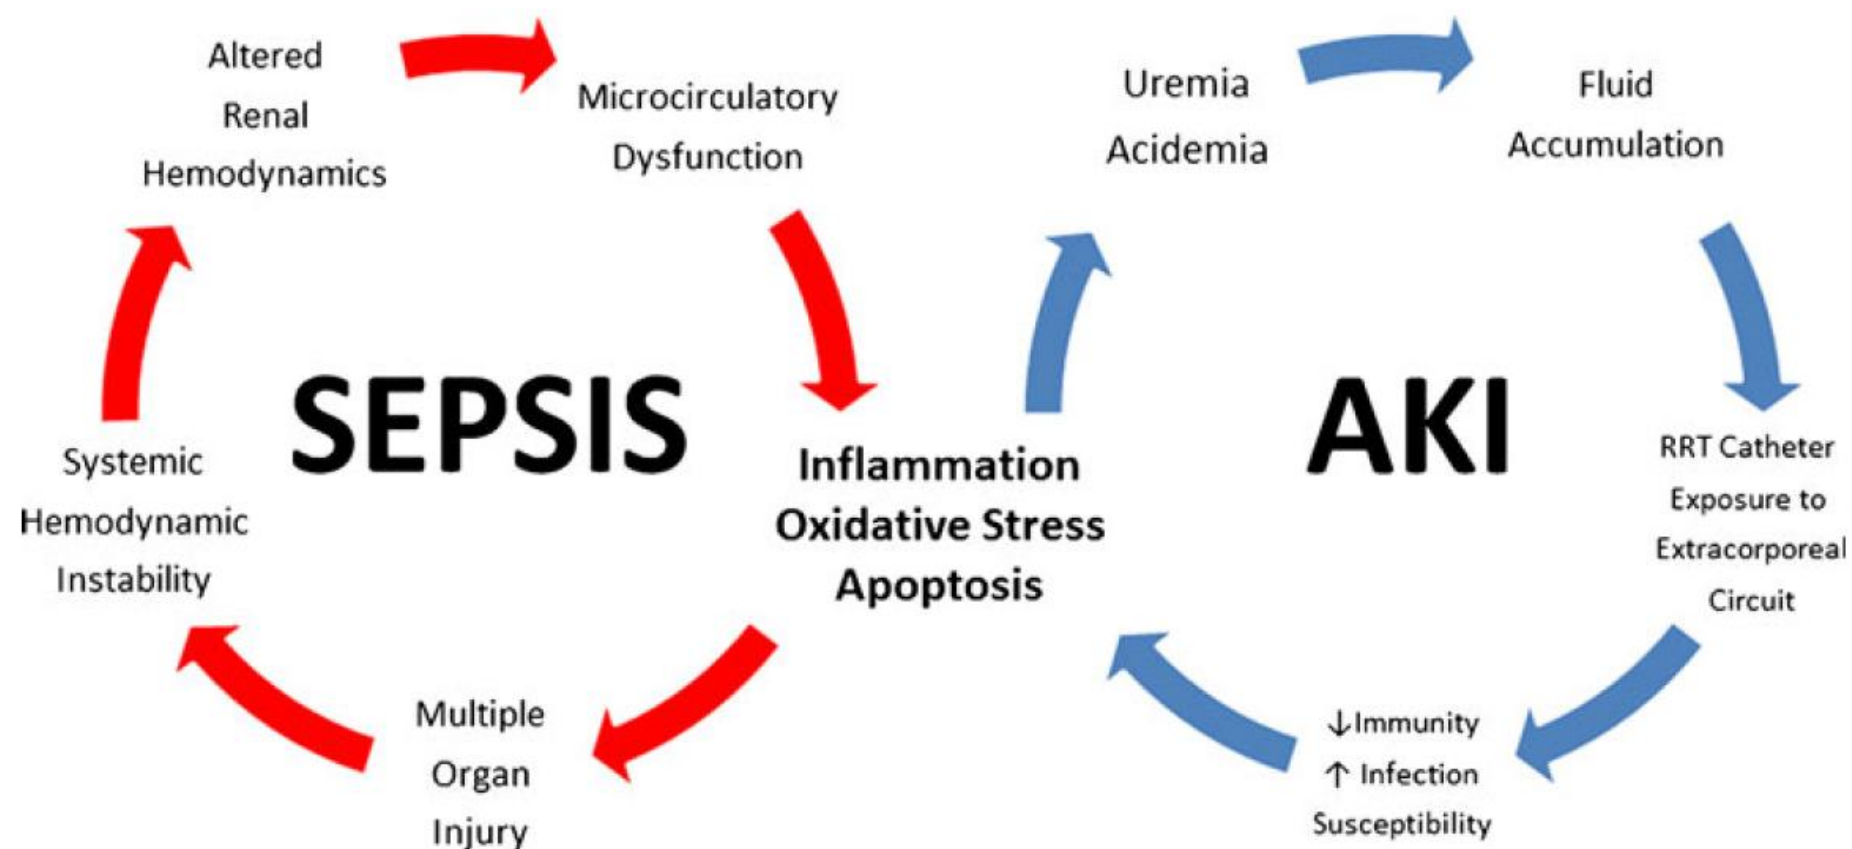 Altered
Renal
Hemodynamics
Microcirculatory
Dysfunction
Uremia
Acidemia
Fluid
Accumulation
SEPSIS
AKI
Systemic
Hemodynamic
Instability
Inflammation
Oxidative Stress
Apoptosis
RRT Catheter
Exposure to
Extracorporeal
Circuit
Multiple
Organ
Injury
↓Immunity
↑ Infection
Susceptibility